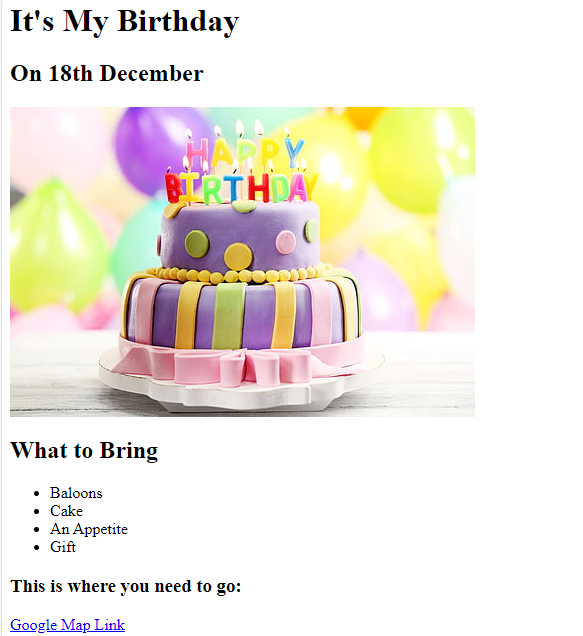 It's My Birthday
On 18th December
HAPPY
BIRTHDAY
What to Bring
Baloons
Cake
An Appetite
Gift
This is where you need to go:
Google Map Link